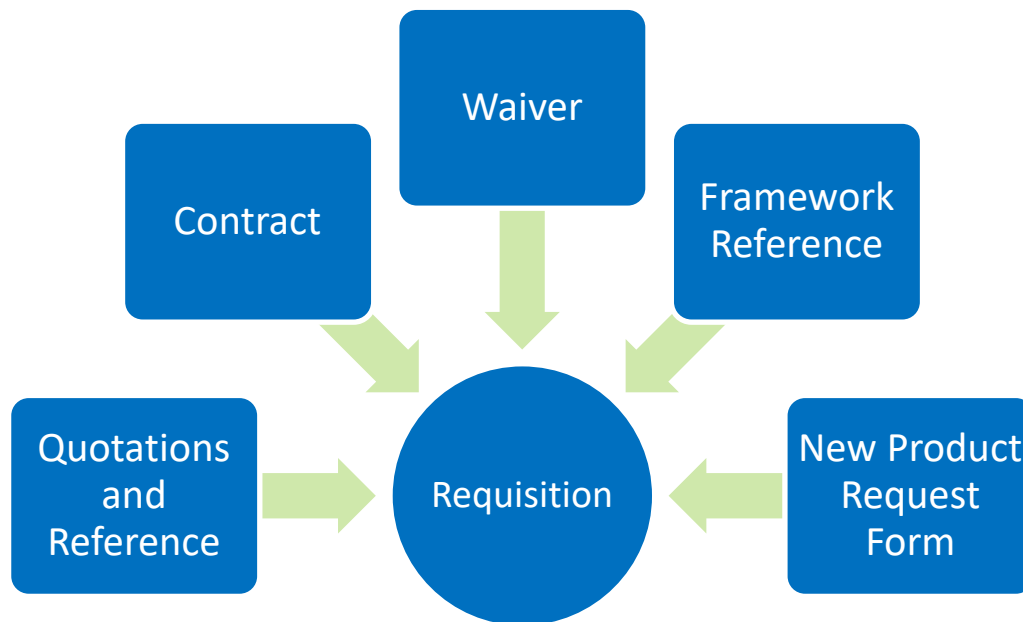 Waiver
Contract
Framework
Reference
Quotations
and
Reference
Requisition
New Product
Request
Form